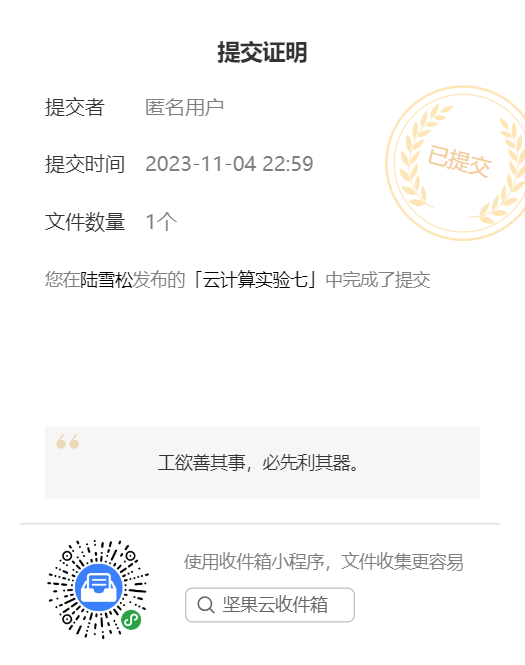 提交证明
提交者 匿名用户
已提交
提交时间 2023-11-04 22:59
文件数量 1个
您在陆雪松发布的「云计算实验七」中完成了提交
工欲善其事，必先利其器。
使用收件箱小程序，文件收集更容易
坚果云收件箱